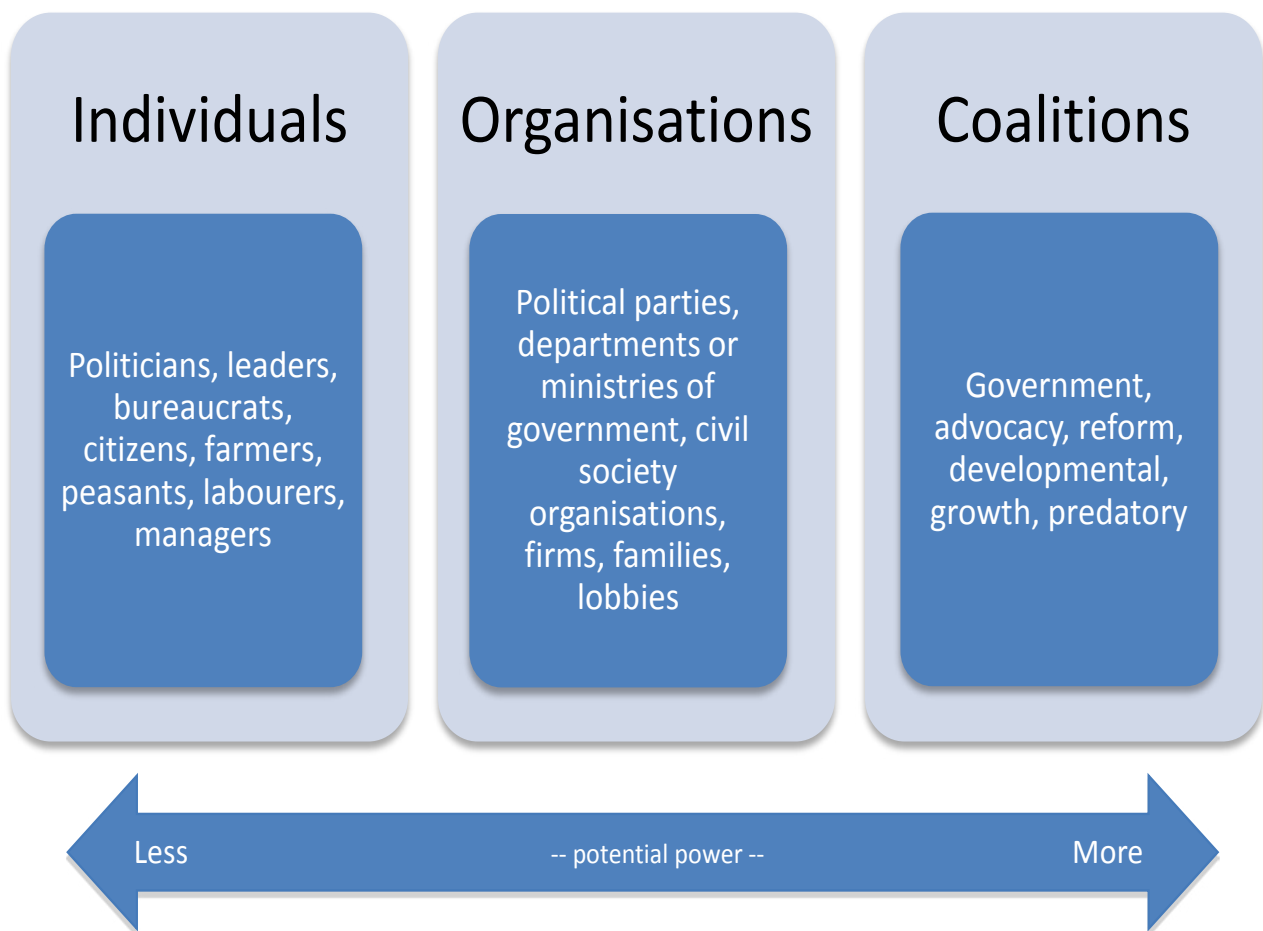 Individuals
Politicians, leaders,
bureaucrats,
citizens, farmers,
peasants, labourers,
managers
Organisations
Political parties,
departments or
ministries of
government, civil
society
organisations,
firms, families,
lobbies
Coalitions
Government,
advocacy, reform,
developmental,
growth, predatory
Less -- potential power -- More